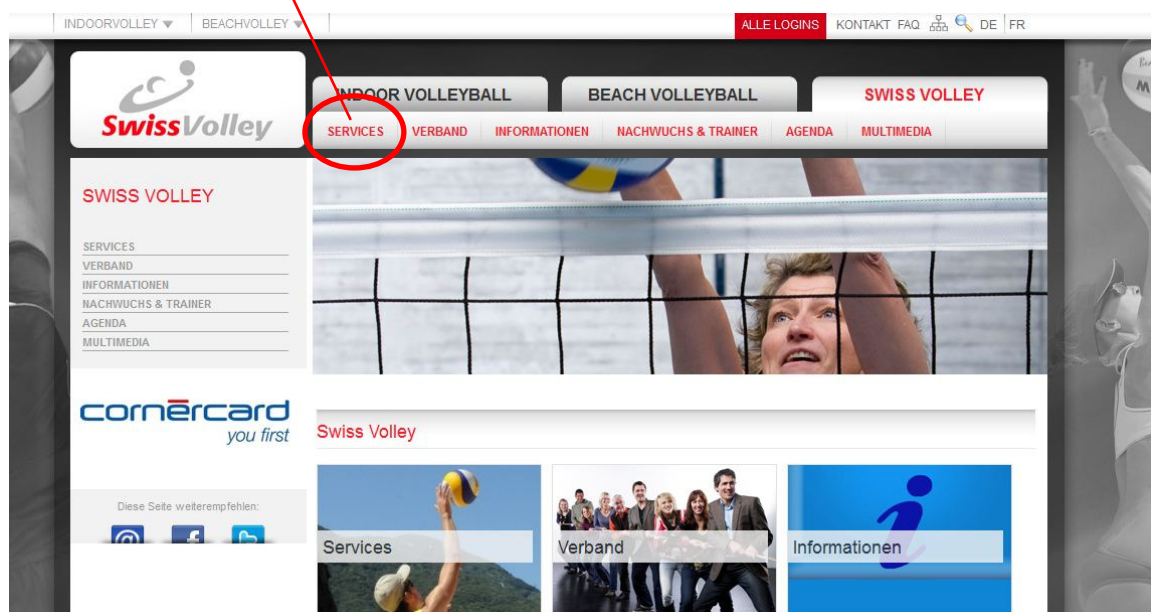 INDOORVOLLEY BEACHVOLLEY ALLE LOGINS KONTAKT FAQ DE FR
SwissVolley
INDOOR VOLLEYBALL BEACH VOLLEYBALL SWISS VOLLEY
SERVICES VERBAND INFORMATIONEN NACHWUCHS & TRAINER AGENDA MULTIMEDIA
SWISS VOLLEY
SERVICES
VERBAND
INFORMATIONEN
NACHWUCHS & TRAINER
AGENDA
MULTIMEDIA
cornèrcard
you first
Diese Seite weiterempfehlen:
Swiss Volley
Services
Verband
Informationen